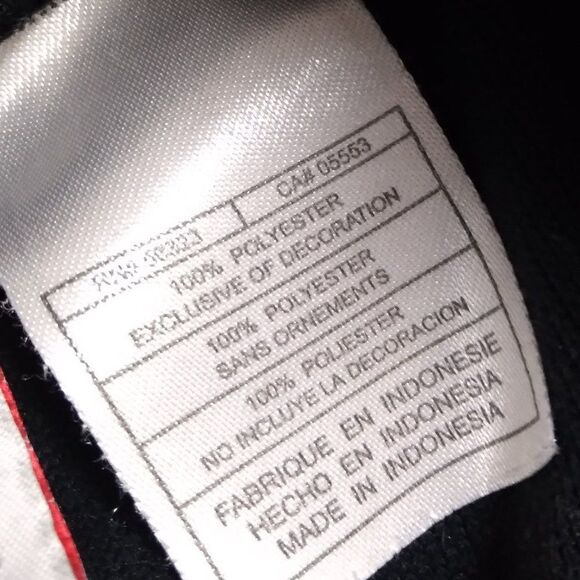 CA# 05553
100% POLYESTER
EXCLUSIVE OF DECORATION
100% POLYESTER
SANS ORNEMENTS
100% POLIESTER
NO INCLUYE LA DECORACION
FABRIQUE EN INDONESIE
HECHO EN INDONESIA
MADE IN INDONESIA